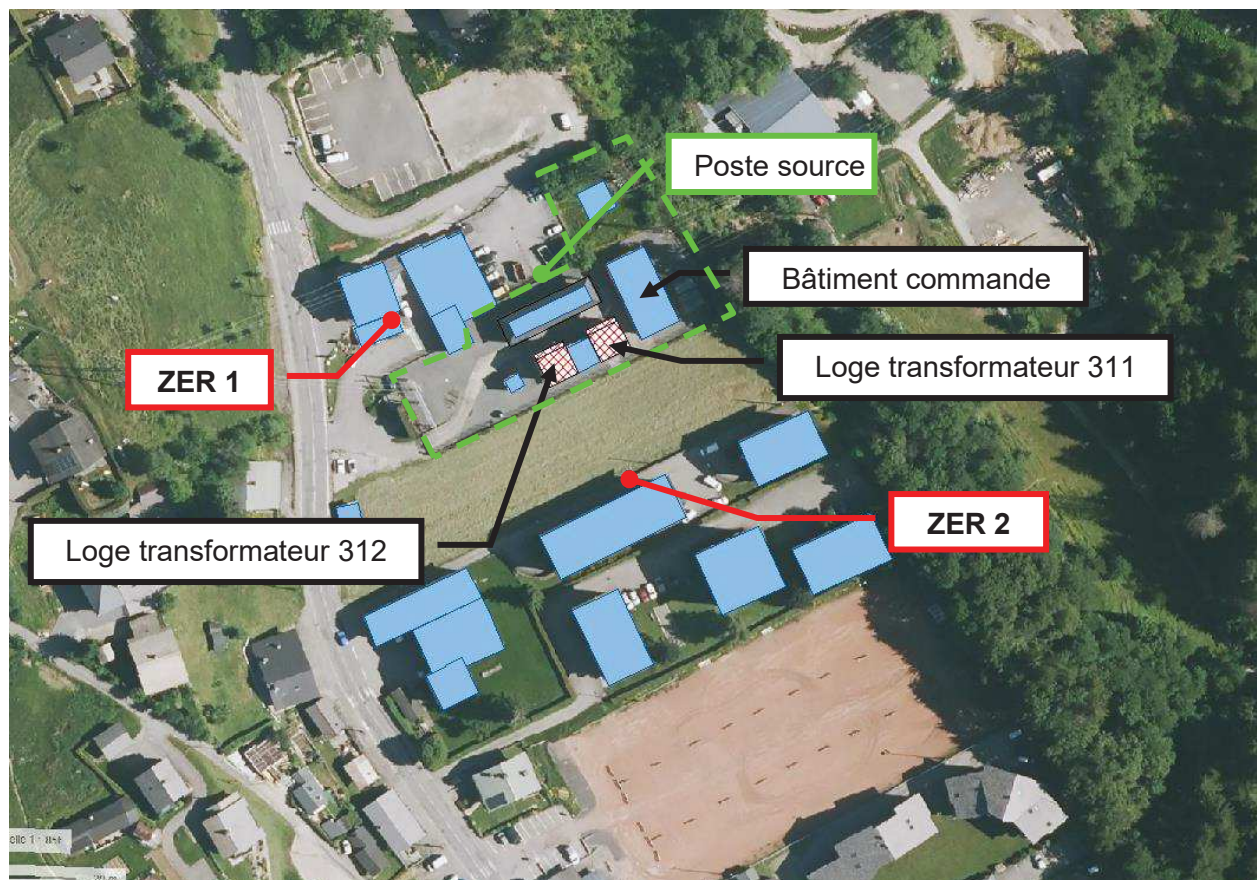 Poste source
Bâtiment commande
ZER 1
Loge transformateur 311
ZER 2
Loge transformateur 312